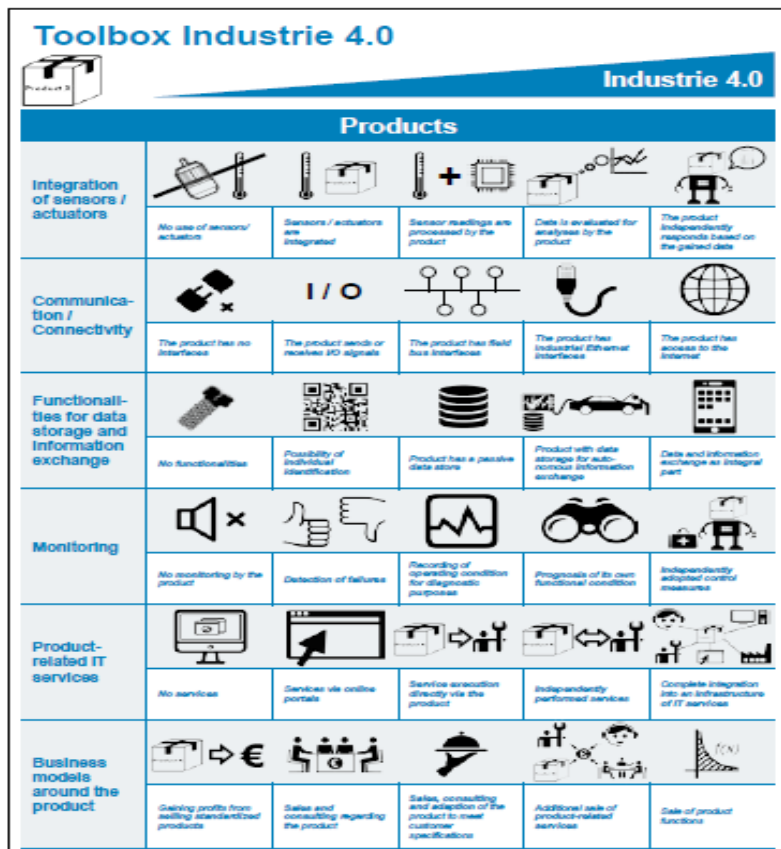 Toolbox Industrie 4.0
Product
Industrie 4.0
Products
Integration
of sensors /
actuators
No use of sensors/
actuators
Sensors / actuators
are
integrated
Sensor readings are
processed by the
product
Data is evaluated for
analyses by the
product
The product
independently
responds based on
the gained data
Communica-
tion /
Connectivity
I / O
The product has no
interfaces
The product sends or
receives I/O signals
The product has field
bus interfaces
The product has
industrial Ethernet
interfaces
The product has
access to the
internet
Functionali-
ties for data
storage and
information
exchange
No functionalities
Possibility of
individual
identification
Product has a passive
data store
Product with data
storage for auto-
nomous information
exchange
Data and information
exchange as integral
part
Monitoring
No monitoring by the
product
Detection of failures
Recording of
operating condition
for diagnostic
purposes
Prognosis of its own
functional condition
Independently
adopted control
measures
Product-
related IT
services
No services
Services via online
portals
Service execution
directly via the
product
Independently
performed services
Complete integration
into an infrastructure
of IT services
Business
models
around the
product
€
f(x)
Gaining profits from
selling standardized
products
Sales and
consulting regarding
the product
Sales, consulting
and adaption of the
product to meet
customer
specifications
Additional sale of
product-related
services
Sale of product
functions